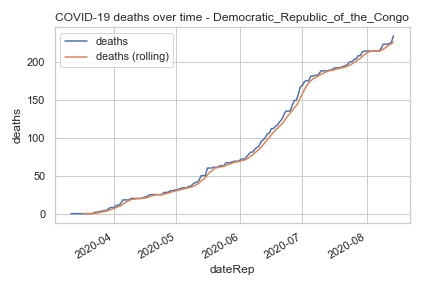 COVID-19 deaths over time - Democratic_Republic_of_the_Congo
deaths
deaths (rolling)
200
150
100
50
0
deaths
2020-04
2020-05
2020-06
2020-07
2020-08
dateRep